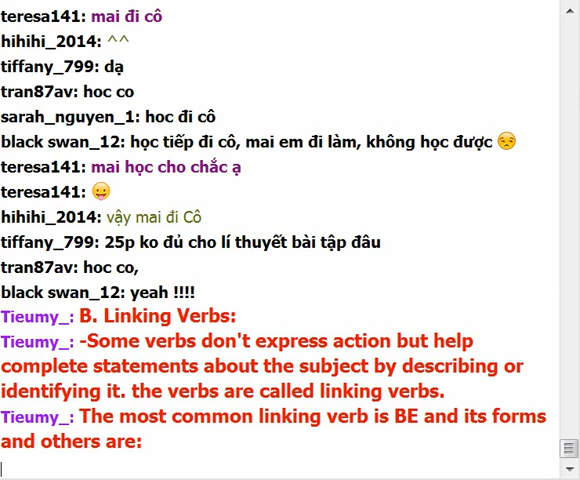 teresa141: mai đi cô
hihihi_2014: ^^
tiffany_799: dạ
tran87av: hoc co
sarah_nguyen_1: hoc đi cô
black swan_12: học tiếp đi cô, mai em đi làm, không học được 😒
teresa141: mai học cho chắc ạ
teresa141: 😛
hihihi_2014: vậy mai đi Cô
tiffany_799: 25p ko đủ cho lí thuyết bài tập đâu
tran87av: hoc co,
black swan_12: yeah !!!!
Tieumy_: B. Linking Verbs:
Tieumy_: -Some verbs don't express action but help
complete statements about the subject by describing or
identifying it. the verbs are called linking verbs.
Tieumy_: The most common linking verb is BE and its forms
and others are: